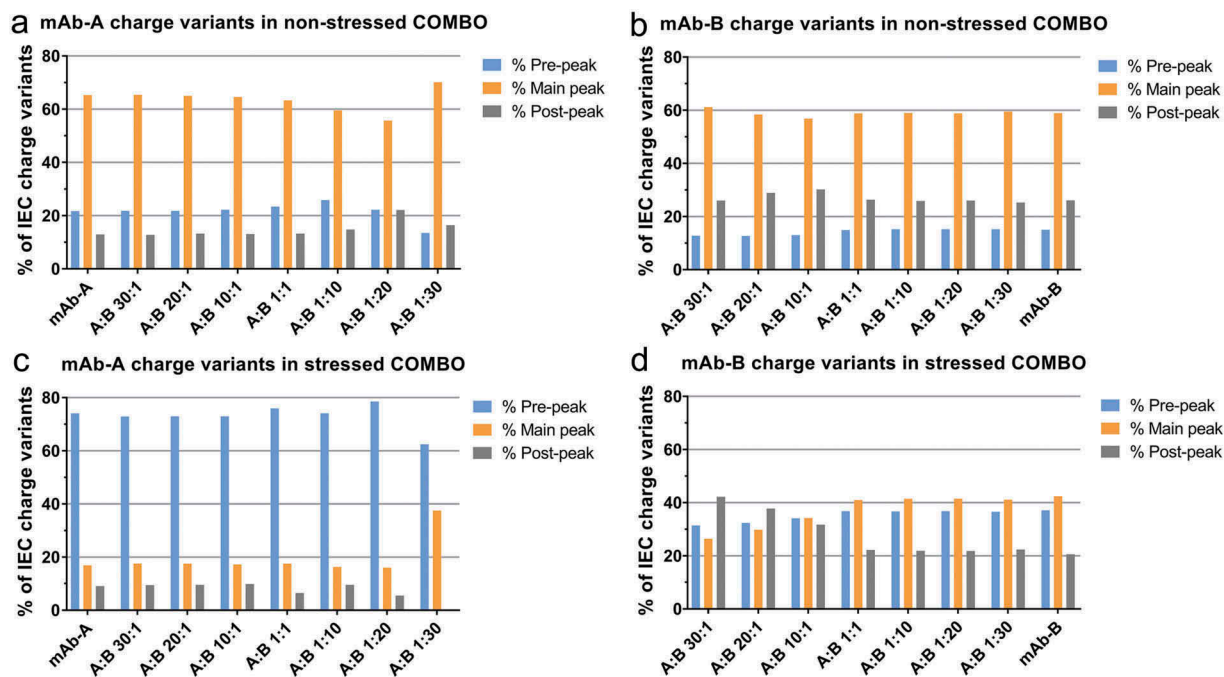 a mAb-A charge variants in non-stressed COMBO
% of IEC charge variants
80
60
40
20
0
mAb-A
A:B 30:1
A:B 20:1
A:B 10:1
A:B 1:1
A:B 1:10
A:B 1:20
A:B 1:30
% Pre-peak
% Main peak
% Post-peak
b mAb-B charge variants in non-stressed COMBO
% of IEC charge variants
80
60
40
20
0
A:B 30:1
A:B 20:1
A:B 10:1
A:B 1:1
A:B 1:10
A:B 1:20
A:B 1:30
mAb-B
% Pre-peak
% Main peak
% Post-peak
c mAb-A charge variants in stressed COMBO
% of IEC charge variants
80
60
40
20
0
mAb-A
A:B 30:1
A:B 20:1
A:B 10:1
A:B 1:1
A:B 1:10
A:B 1:20
A:B 1:30
% Pre-peak
% Main peak
% Post-peak
d mAb-B charge variants in stressed COMBO
% of IEC charge variants
80
60
40
20
0
A:B 30:1
A:B 20:1
A:B 10:1
A:B 1:1
A:B 1:10
A:B 1:20
A:B 1:30
mAb-B
% Pre-peak
% Main peak
% Post-peak